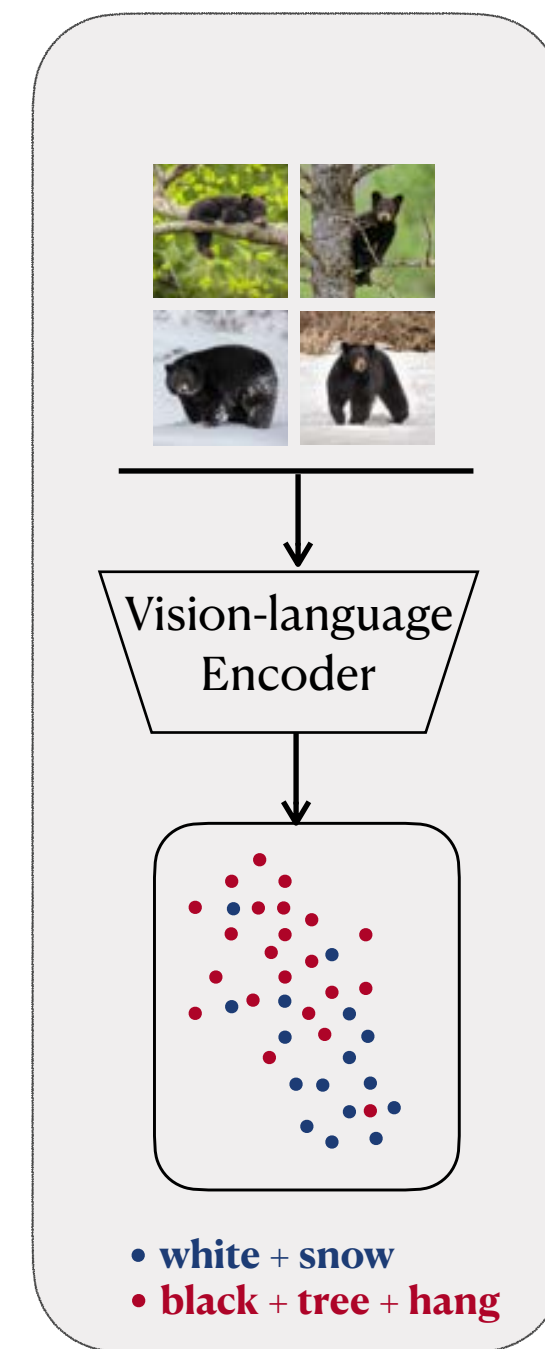 Vision-language
Encoder
• white + snow
• black + tree + hang